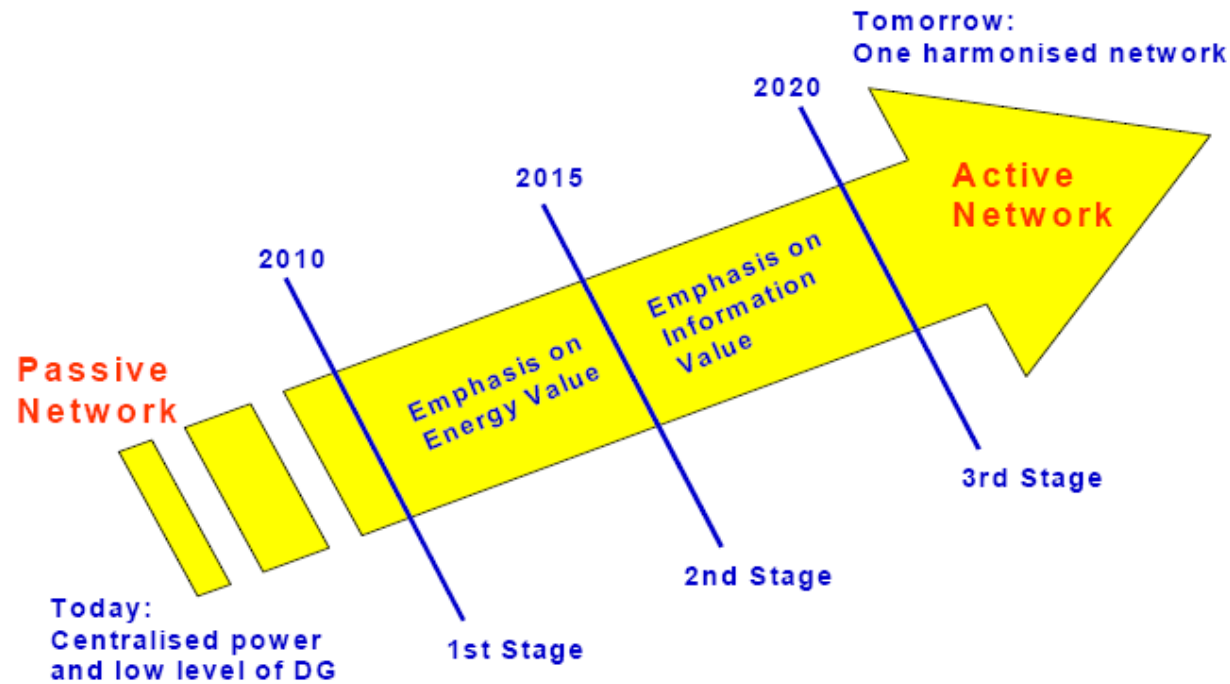 Tomorrow:
One harmonised network
2020
Active
Network
2015
Emphasis on
Information
Value
2010
Emphasis on
Energy Value
Passive
Network
3rd Stage
2nd Stage
1st Stage
Today:
Centralised power
and low level of DG